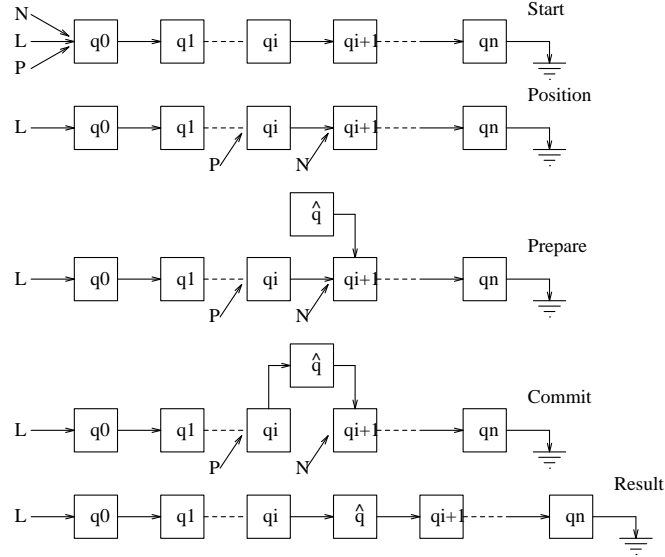 Start
N
L q0 q1 qi qi+1 qn
P
Position
L q0 q1 qi qi+1 qn
P N
q̂
Prepare
L q0 q1 qi qi+1 qn
P N
q̂
Commit
L q0 q1 qi qi+1 qn
P N
Result
L q0 q1 qi q̂ qi+1 qn